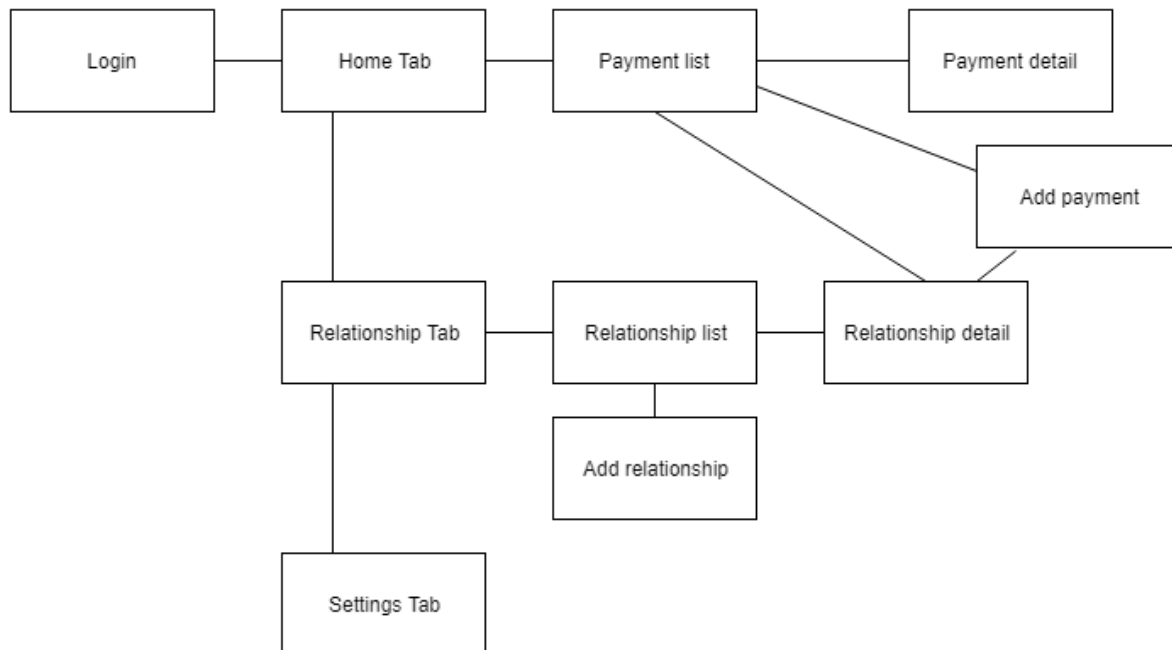 Login
Home Tab
Payment list
Payment detail
Add payment
Relationship Tab
Relationship list
Relationship detail
Add relationship
Settings Tab